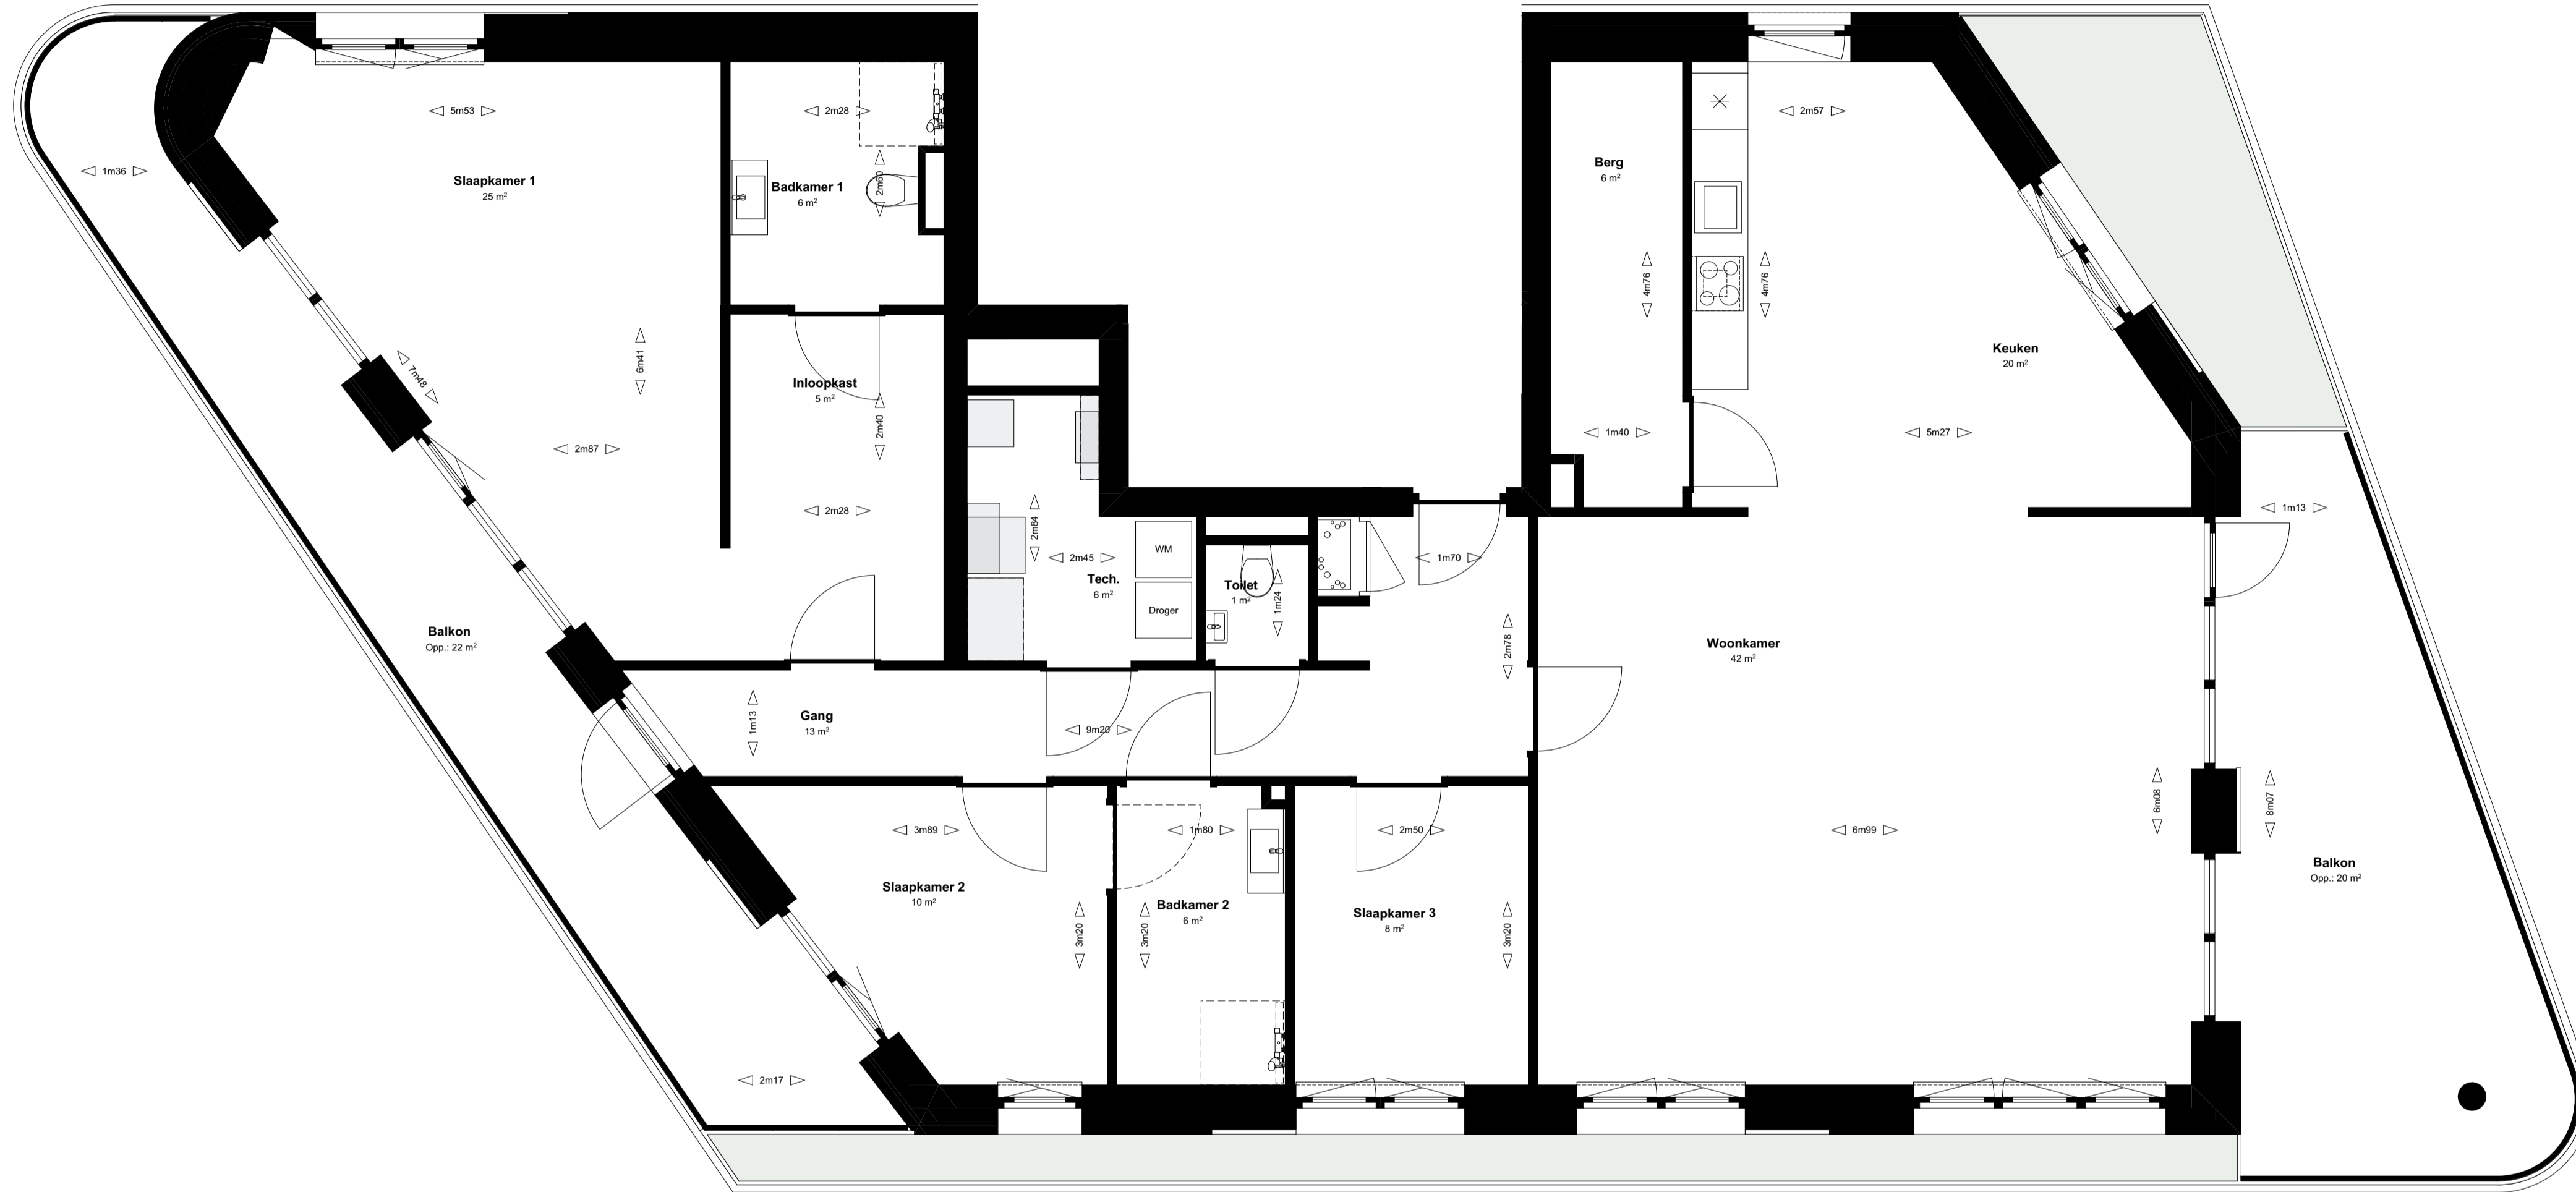 5m53
2m28
2m57
1m36
Slaapkamer 1
25 m²
Badkamer 1
6 m²
2m60
Berg
6 m²
4m76
4m76
Keuken
20 m²
7m48
6m41
Inloopkast
5 m²
2m40
2m87
2m28
1m40
5m27
1m13
2m84
2m45
WM
Tech.
6 m²
Droger
Toilet
1 m²
1m24
1m70
2m78
Balkon
Opp.: 22 m²
Woonkamer
42 m²
1m13
Gang
13 m²
9m20
3m89
1m80
2m50
6m99
6m08
8m07
Slaapkamer 2
10 m²
3m20
3m20
Badkamer 2
6 m²
Slaapkamer 3
8 m²
3m20
Balkon
Opp.: 20 m²
2m17